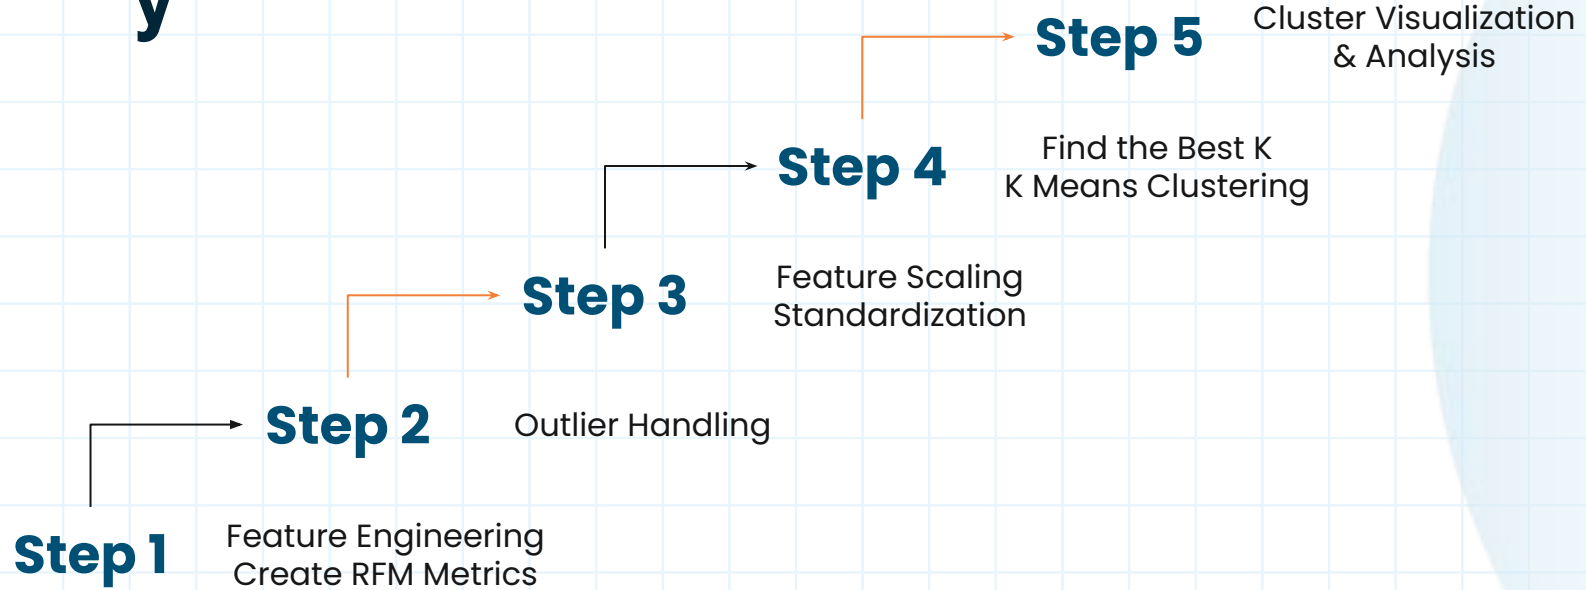 y
Step 5
Cluster Visualization
& Analysis
Step 4
Find the Best K
K Means Clustering
Step 3
Feature Scaling
Standardization
Step 2
Outlier Handling
Step 1
Feature Engineering
Create RFM Metrics